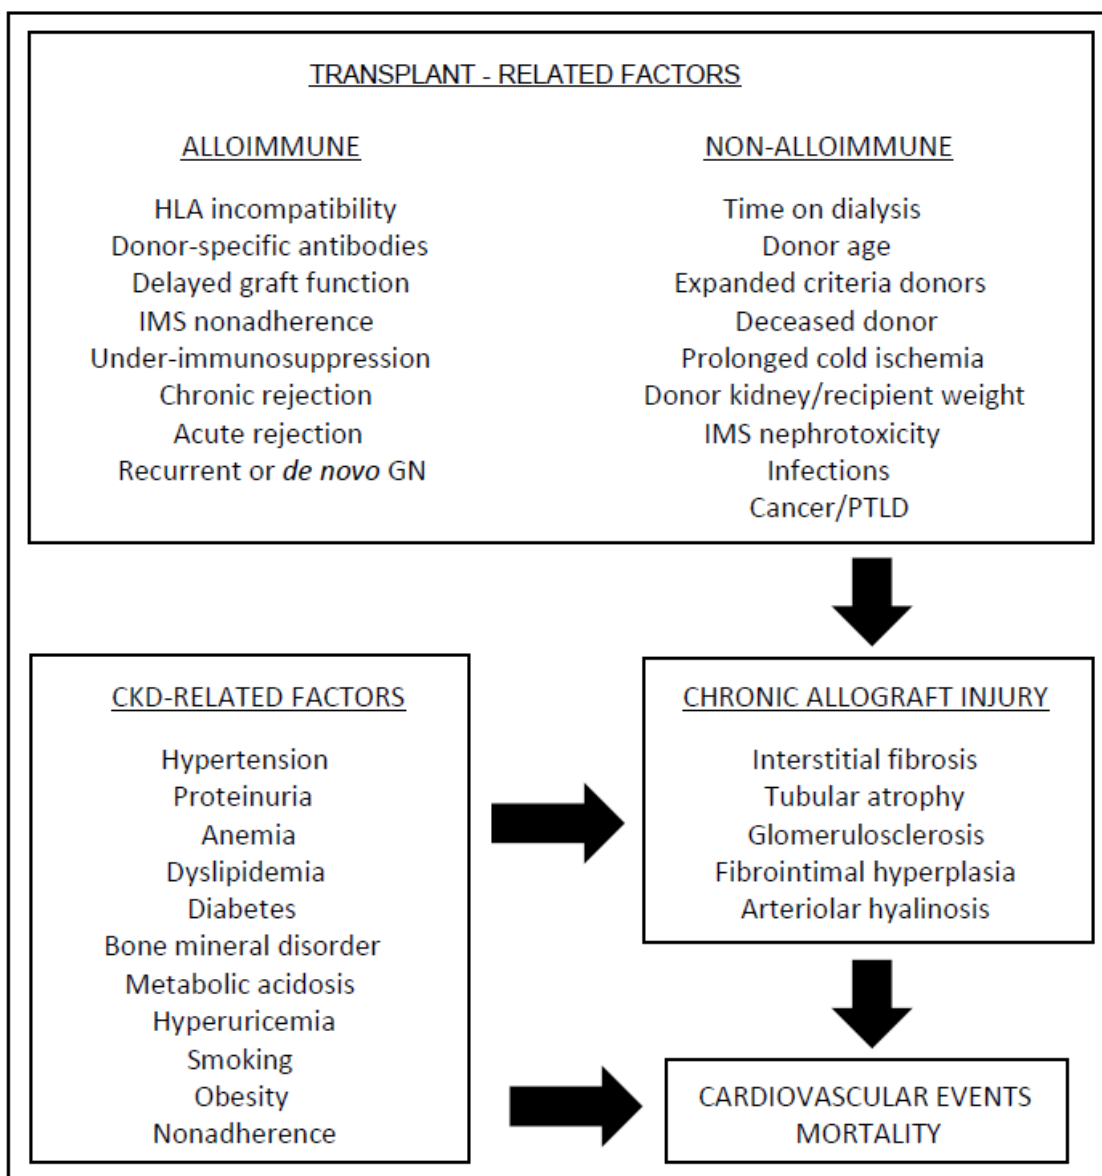 TRANSPLANT - RELATED FACTORS
ALLOIMMUNE
HLA incompatibility
Donor-specific antibodies
Delayed graft function
IMS nonadherence
Under-immunosuppression
Chronic rejection
Acute rejection
Recurrent or de novo GN
NON-ALLOIMMUNE
Time on dialysis
Donor age
Expanded criteria donors
Deceased donor
Prolonged cold ischemia
Donor kidney/recipient weight
IMS nephrotoxicity
Infections
Cancer/PTLD
CKD-RELATED FACTORS
Hypertension
Proteinuria
Anemia
Dyslipidemia
Diabetes
Bone mineral disorder
Metabolic acidosis
Hyperuricemia
Smoking
Obesity
Nonadherence
CHRONIC ALLOGRAFT INJURY
Interstitial fibrosis
Tubular atrophy
Glomerulosclerosis
Fibrointimal hyperplasia
Arteriolar hyalinosis
CARDIOVASCULAR EVENTS
MORTALITY